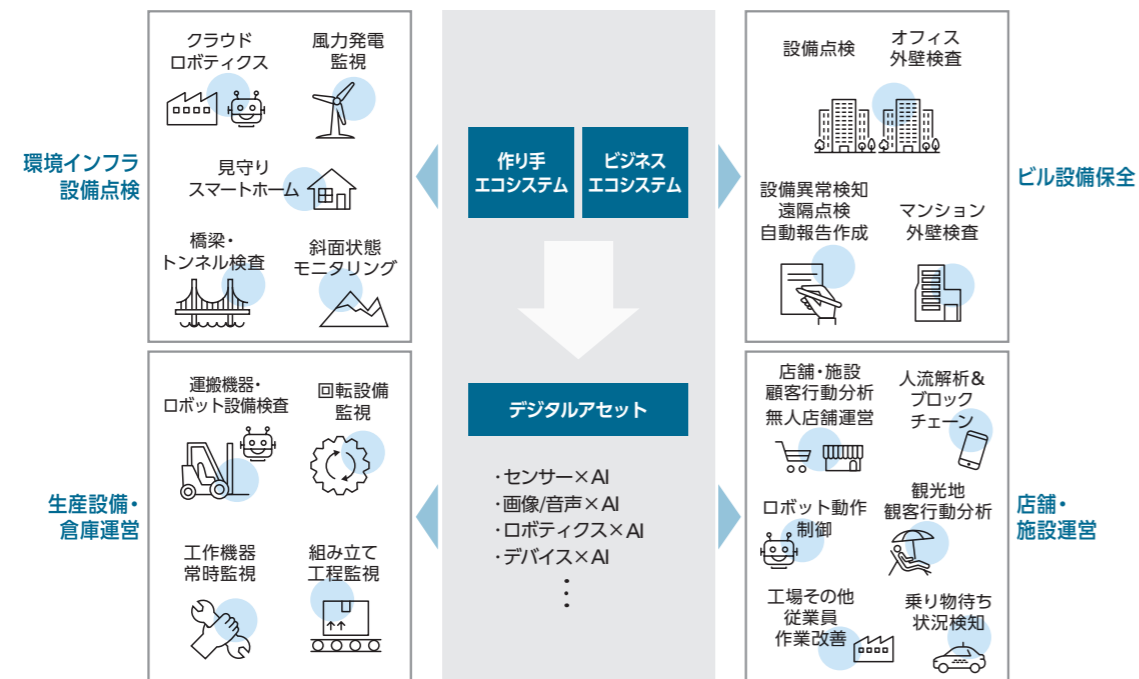 環境インフラ
設備点検
クラウド
ロボティクス
風力発電
監視
見守り
スマートホーム
橋梁・
トンネル検査
斜面状態
モニタリング
生産設備・
倉庫運営
運搬機器・
ロボット設備検査
回転設備
監視
工作機器
常時監視
組み立て
工程監視
作り手
エコシステム
ビジネス
エコシステム
デジタルアセット
・センサー×AI
・画像/音声×AI
・ロボティクス×AI
・デバイス×AI
・
・
・
ビル設備保全
設備点検
オフィス
外壁検査
設備異常検知
遠隔点検
自動報告作成
マンション
外壁検査
店舗・
施設運営
店舗・施設
顧客行動分析
無人店舗運営
人流解析&
ブロック
チェーン
ロボット動作
制御
観光地
観客行動分析
工場その他
従業員
作業改善
乗り物待ち
状況検知